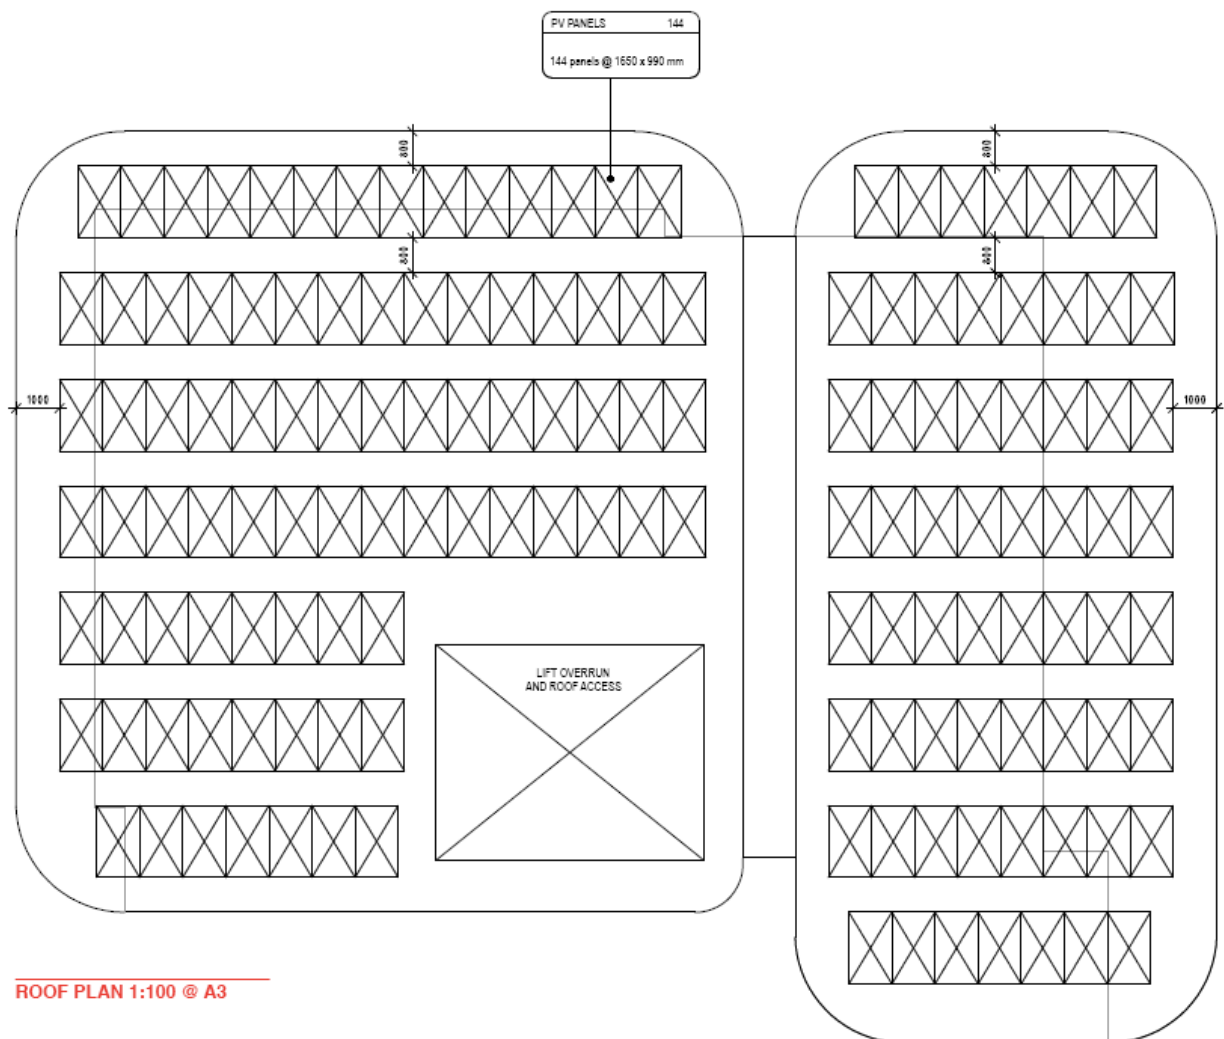 PV PANELS 144
144 panels @ 1650 x 990 mm
800
800
800
800
1000
1000
LIFT OVERRUN
AND ROOF ACCESS
ROOF PLAN 1:100 @ A3